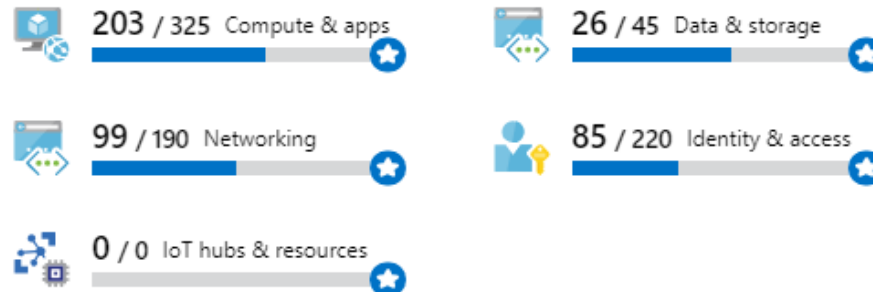 203 / 325 Compute & apps
26 / 45 Data & storage
99 / 190 Networking
85 / 220 Identity & access
0 / 0 IoT hubs & resources